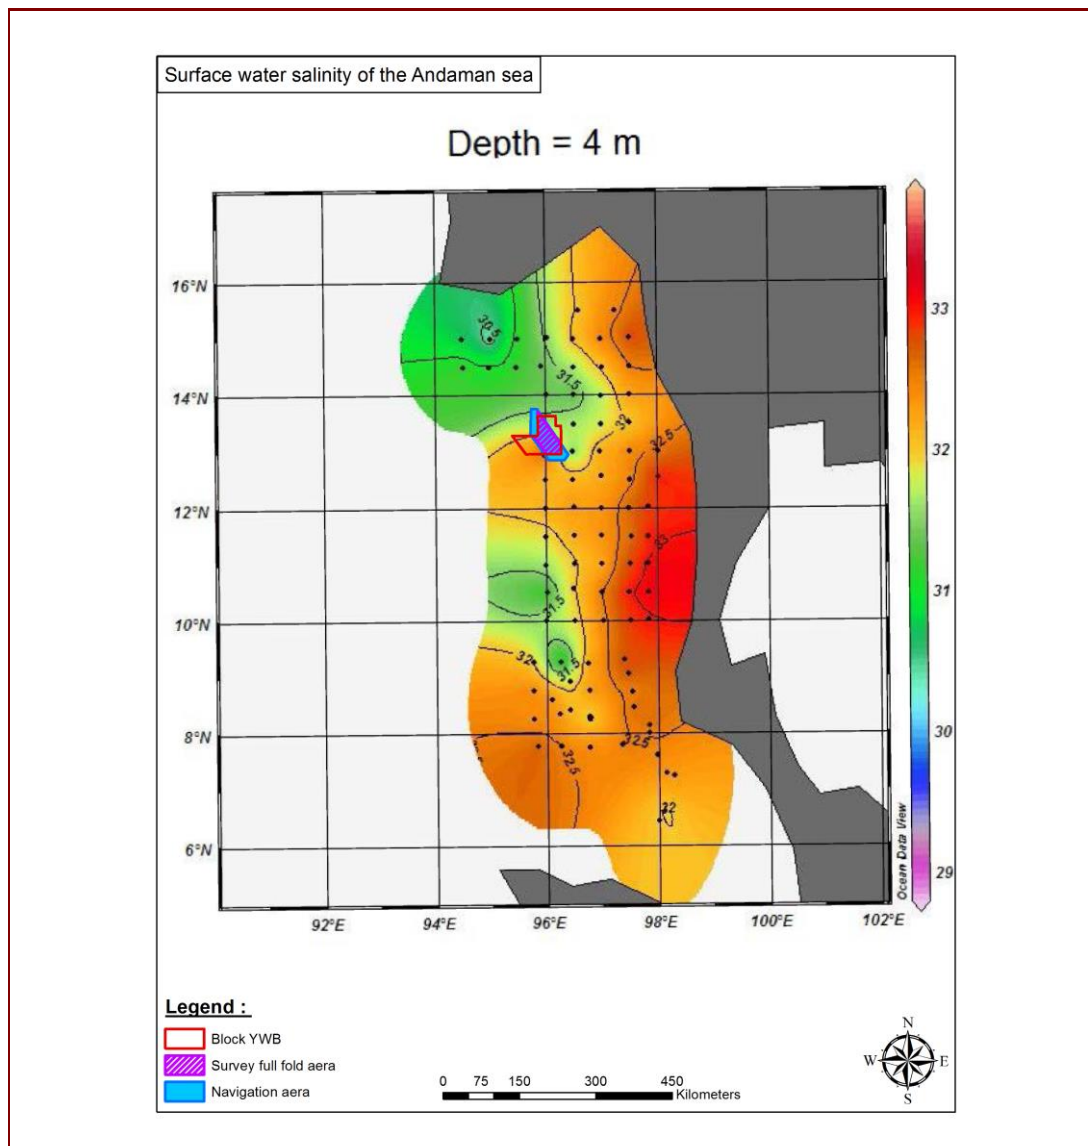 Surface water salinity of the Andaman sea
Depth = 4 m
16°N
14°N
12°N
10°N
8°N
6°N
92°E
94°E
96°E
98°E
100°E
102°E
30.5
31.5
32
32.5
33
31.5
31.5
32
32.5
32.5
32
33
32
31
30
29
Ocean Data View
Legend :
Block YWB
Survey full fold aera
Navigation aera
0 75 150 300 450
Kilometers
N
W E
S